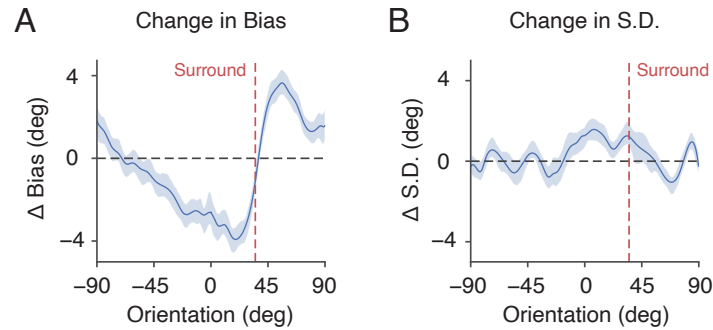 A
Change in Bias
Surround
Δ Bias (deg)
4
0
−4
−90
−45
0
45
90
Orientation (deg)
B
Change in S.D.
Surround
Δ S.D. (deg)
4
0
−4
−90
−45
0
45
90
Orientation (deg)